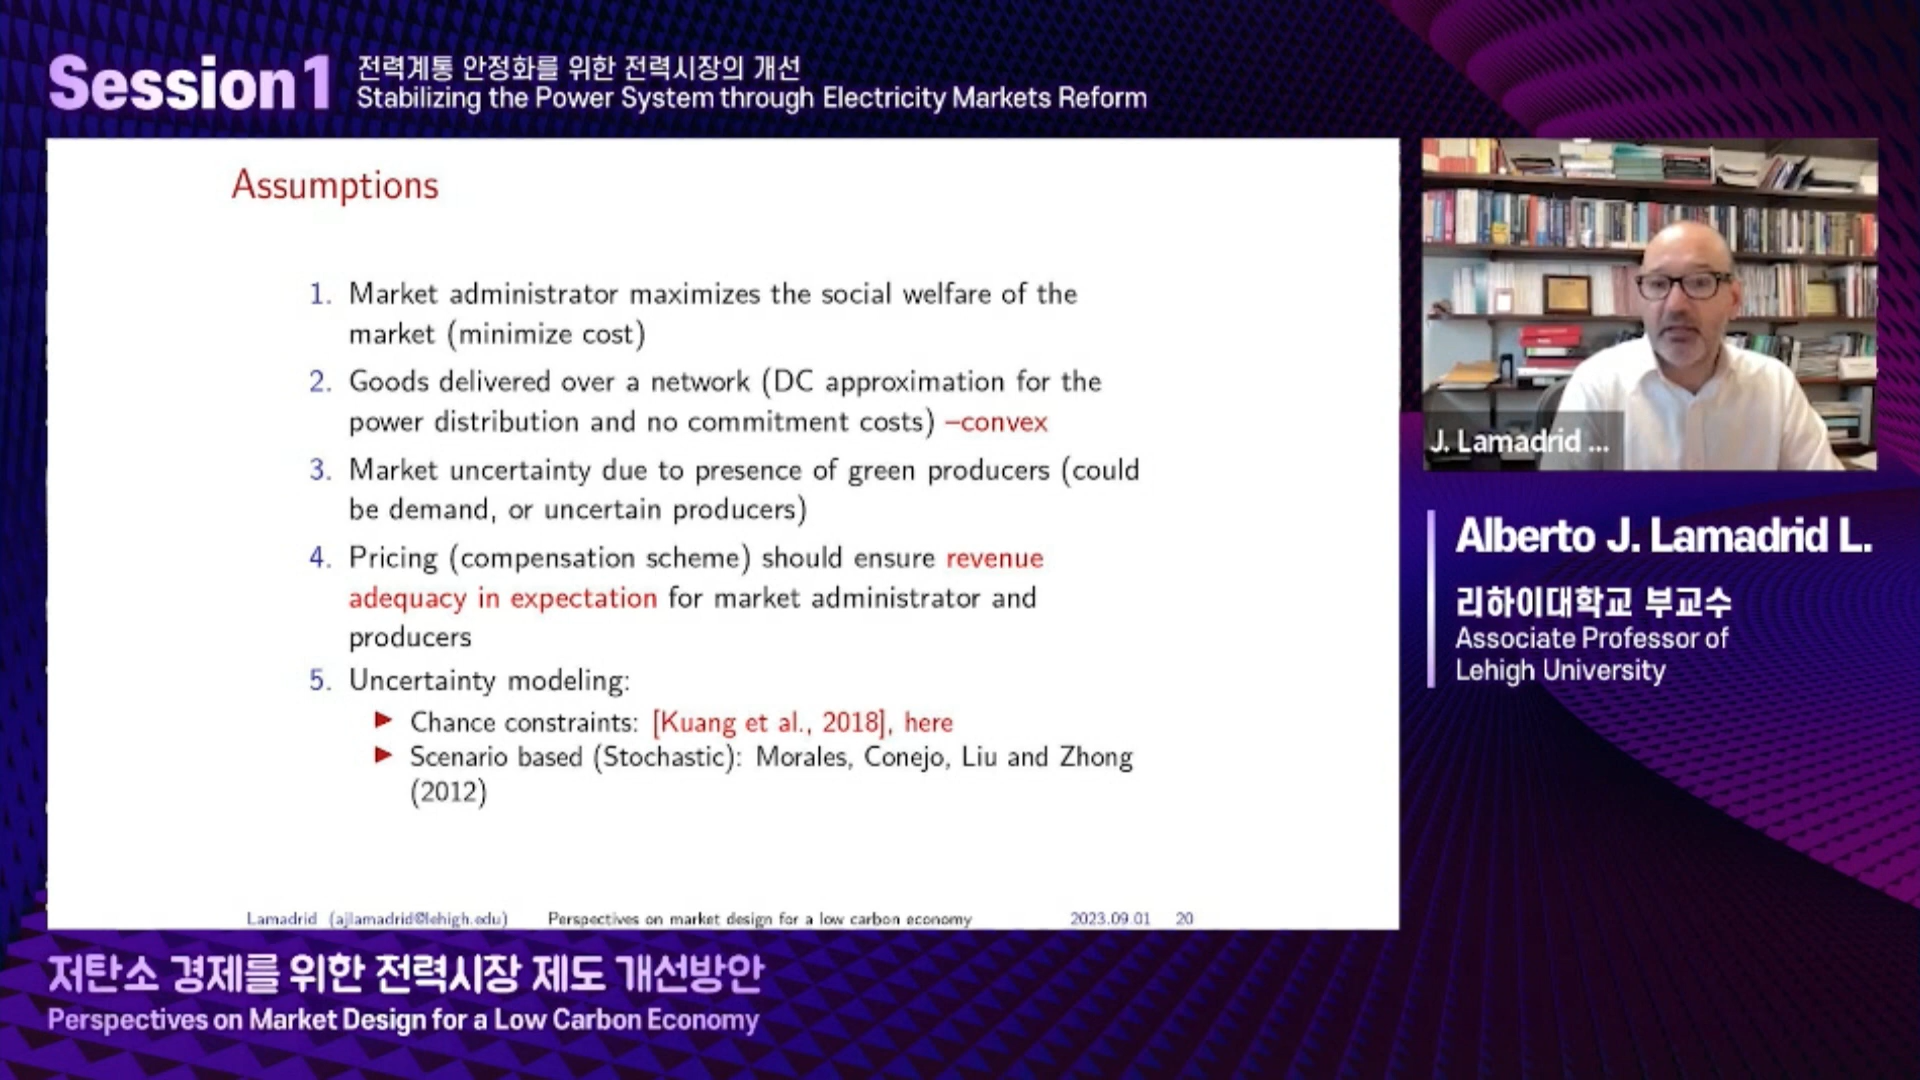 Session1
전력계통 안정화를 위한 전력시장의 개선
Stabilizing the Power System through Electricity Markets Reform
Assumptions
1. Market administrator maximizes the social welfare of the
market (minimize cost)
2. Goods delivered over a network (DC approximation for the
power distribution and no commitment costs) –convex
3. Market uncertainty due to presence of green producers (could
be demand, or uncertain producers)
4. Pricing (compensation scheme) should ensure revenue
adequacy in expectation for market administrator and
producers
5. Uncertainty modeling:
▶ Chance constraints: [Kuang et al., 2018], here
▶ Scenario based (Stochastic): Morales, Conejo, Liu and Zhong
(2012)
Lamadrid (ajlamadrid@lehigh.edu) Perspectives on market design for a low carbon economy 2023.09.01 20
J. Lamadrid ...
Alberto J. Lamadrid L.
리하이대학교 부교수
Associate Professor of
Lehigh University
저탄소 경제를 위한 전력시장 제도 개선방안
Perspectives on Market Design for a Low Carbon Economy